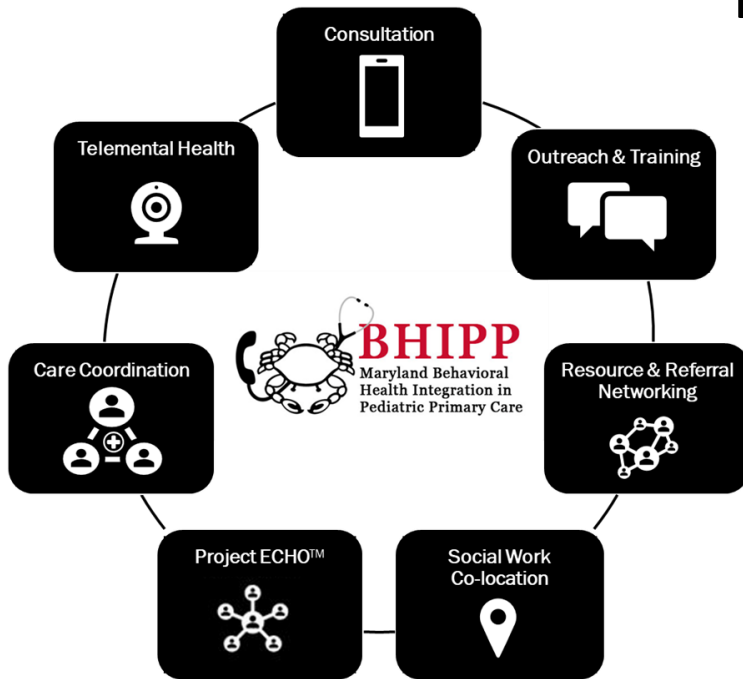 Consultation
Outreach & Training
Resource & Referral
Networking
Social Work
Co-location
Project ECHO™
Care Coordination
Telemental Health
BHIPP
Maryland Behavioral
Health Integration in
Pediatric Primary Care